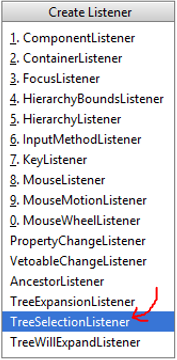 Create Listener
1. ComponentListener
2. ContainerListener
3. FocusListener
4. HierarchyBoundsListener
5. HierarchyListener
6. InputMethodListener
7. KeyListener
8. MouseListener
9. MouseMotionListener
0. MouseWheelListener
PropertyChangeListener
VetoableChangeListener
AncestorListener
TreeExpansionListener
TreeSelectionListener
TreeWillExpandListener